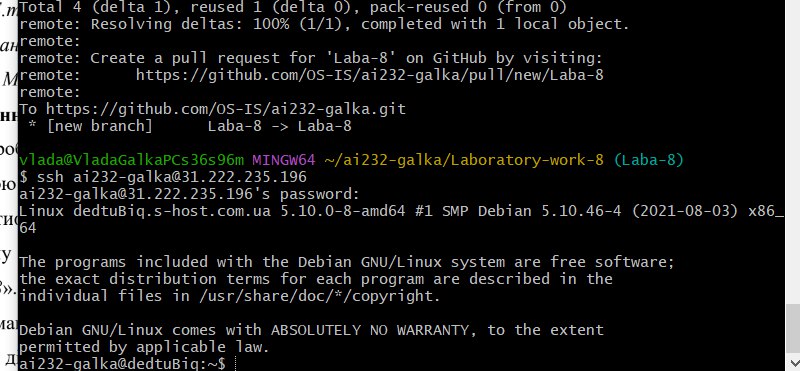 Total 4 (delta 1), reused 1 (delta 0), pack-reused 0 (from 0)
remote: Resolving deltas: 100% (1/1), completed with 1 local object.
remote:
remote: Create a pull request for 'Laba-8' on GitHub by visiting:
remote:      https://github.com/OS-IS/ai232-galka/pull/new/Laba-8
remote:
To https://github.com/OS-IS/ai232-galka.git
 * [new branch]      Laba-8 -> Laba-8

vlada@VladaGalkaPCs36s96m MINGW64 ~/ai232-galka/Laboratory-work-8 (Laba-8)
$ ssh ai232-galka@31.222.235.196
ai232-galka@31.222.235.196's password:
Linux dedtuBiq.s-host.com.ua 5.10.0-8-amd64 #1 SMP Debian 5.10.46-4 (2021-08-03) x86_
64

The programs included with the Debian GNU/Linux system are free software;
the exact distribution terms for each program are described in the
individual files in /usr/share/doc/*/copyright.

Debian GNU/Linux comes with ABSOLUTELY NO WARRANTY, to the extent
permitted by applicable law.
ai232-galka@dedtuBiq:~$